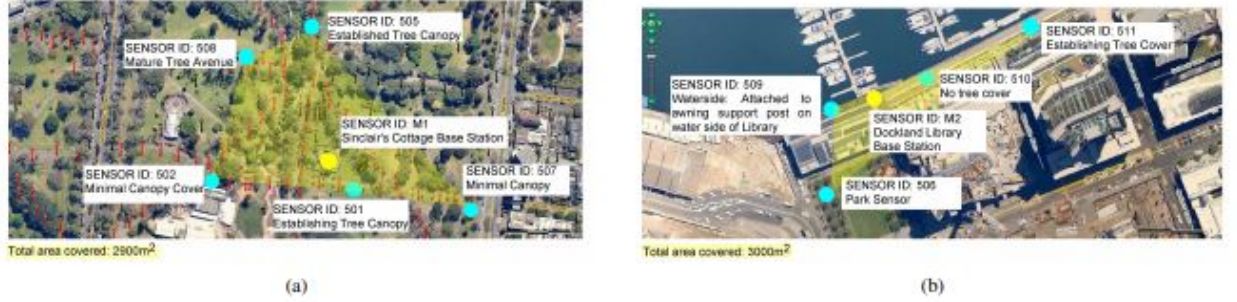 SENSOR ID: 505
Established Tree Canopy
SENSOR ID: 508
Mature Tree Avenue
SENSOR ID: M1
Sinclair's Cottage Base Station
SENSOR ID: 502
Minimal Canopy Cover
SENSOR ID: 507
Minimal Canopy
SENSOR ID: 501
Establishing Tree Canopy
Total area covered: 2900m²
(a)
SENSOR ID: 511
Establishing Tree Cover
SENSOR ID: 509
Waterside: Attached to
awning support post on
water side of Library
SENSOR ID: 510
No tree cover
SENSOR ID: M2
Dockland Library
Base Station
SENSOR ID: 506
Park Sensor
Total area covered: 3000m²
(b)